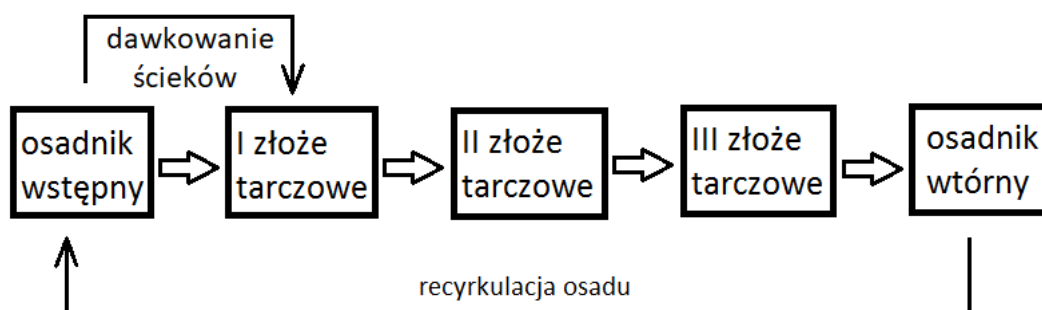 dawkowanie
ścieków
osadnik
wstępny
I złoże
tarczowe
II złoże
tarczowe
III złoże
tarczowe
osadnik
wtórny
recyrkulacja osadu